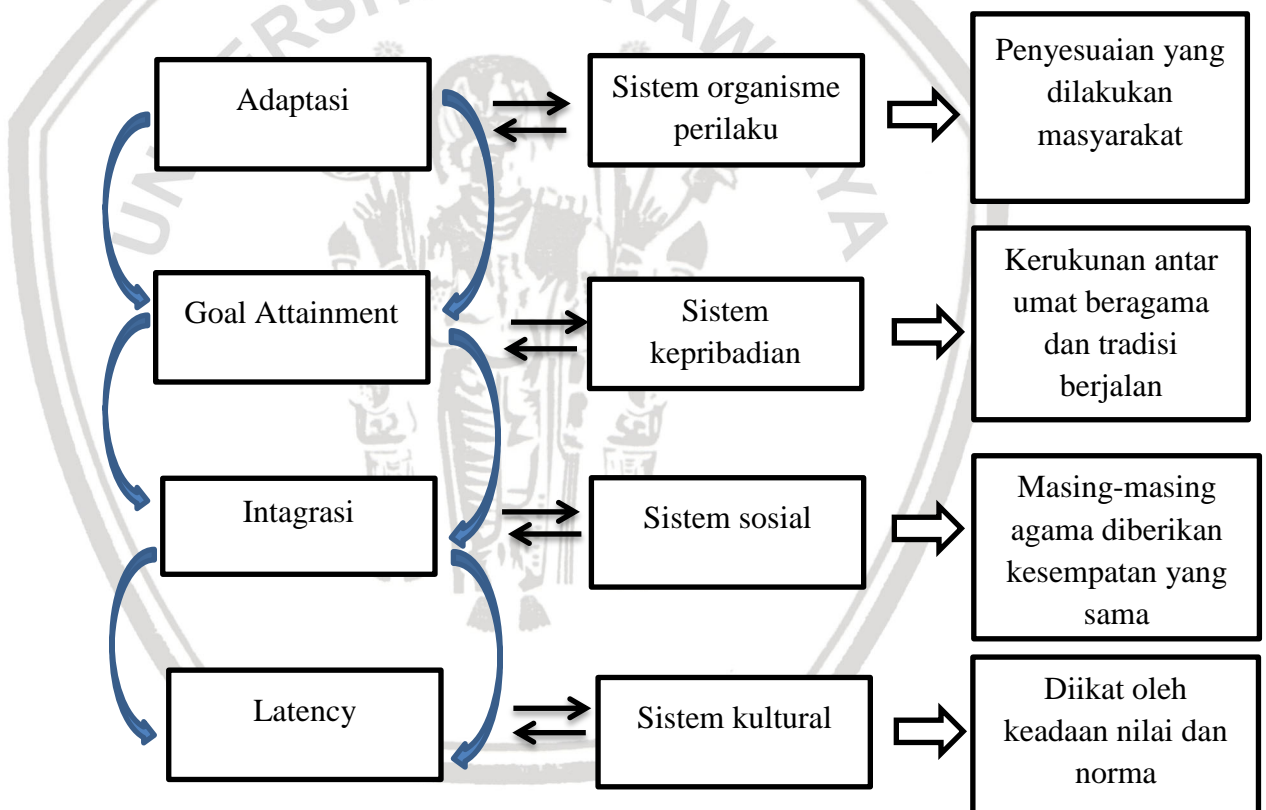 UNIVERSITAS BRAWIJAYA
Adaptasi
Sistem organisme
perilaku
Penyesuaian yang
dilakukan
masyarakat
Goal Attainment
Sistem
kepribadian
Kerukunan antar
umat beragama
dan tradisi
berjalan
Intagrasi
Sistem sosial
Masing-masing
agama diberikan
kesempatan yang
sama
Latency
Sistem kultural
Diikat oleh
keadaan nilai dan
norma